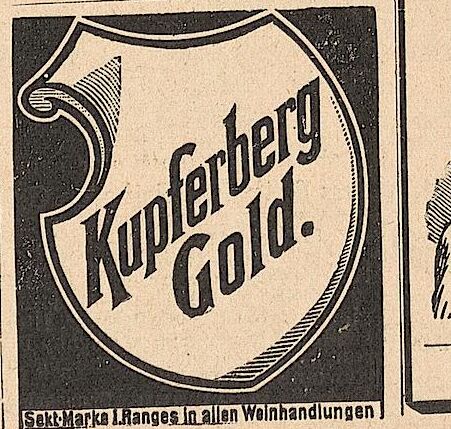 Kupferberg
Gold.
Sekt-Marke I. Ranges in allen Weinhandlungen